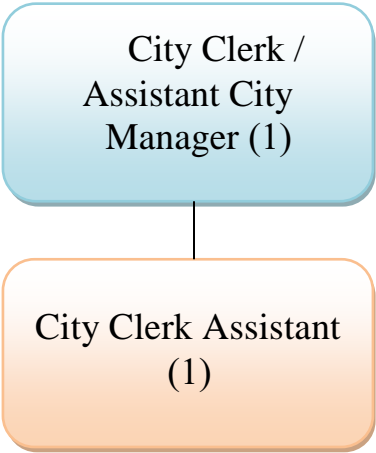 City Clerk /
Assistant City
Manager (1)
City Clerk Assistant
(1)